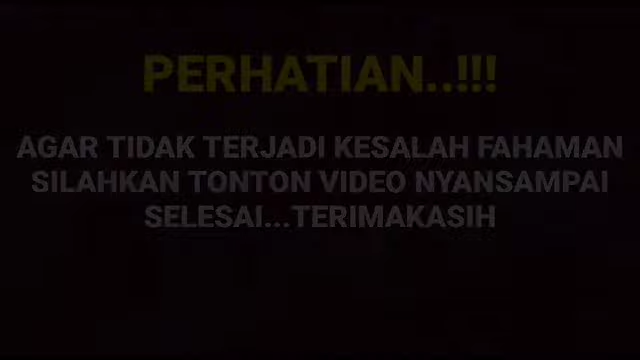 PERHATIAN..!!!
AGAR TIDAK TERJADI KESALAH FAHAMAN
SILAHKAN TONTON VIDEO NYANSAMPAI
SELESAI...TERIMAKASIH